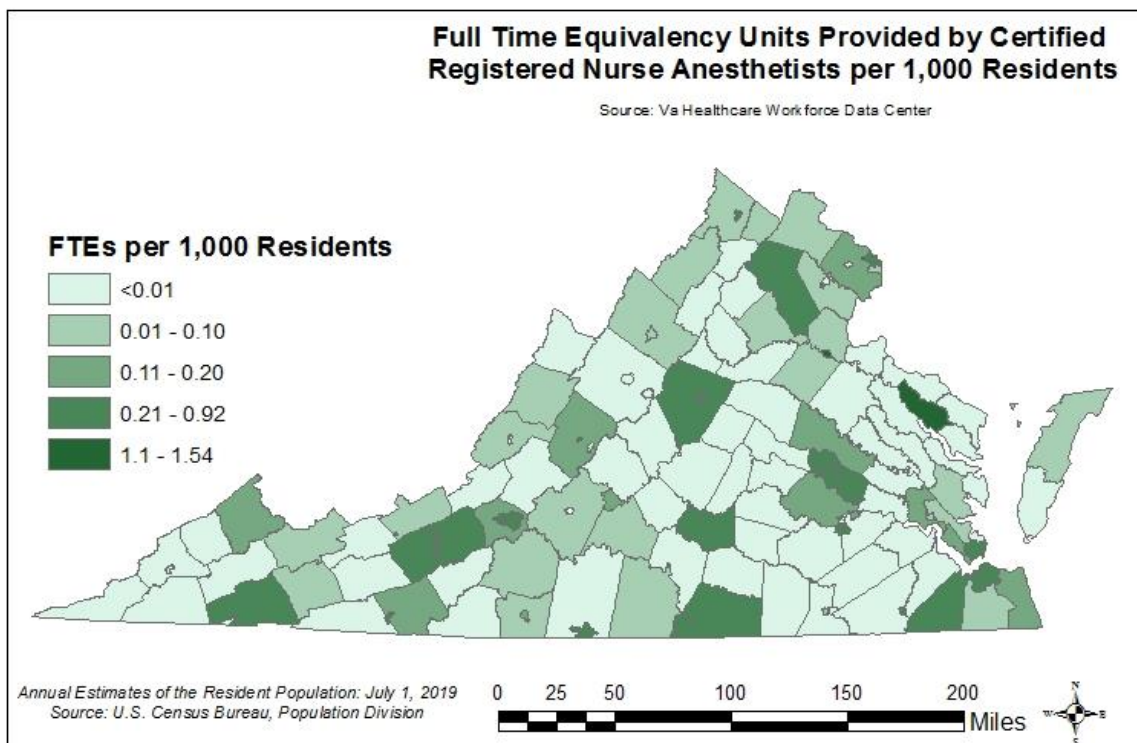 Full Time Equivalency Units Provided by Certified
Registered Nurse Anesthetists per 1,000 Residents
Source: Va Healthcare Workforce Data Center
FTEs per 1,000 Residents
<0.01
0.01 - 0.10
0.11 - 0.20
0.21 - 0.92
1.1 - 1.54
Annual Estimates of the Resident Population: July 1, 2019
Source: U.S. Census Bureau, Population Division
0 25 50 100 150 200
Miles
N
W E
S